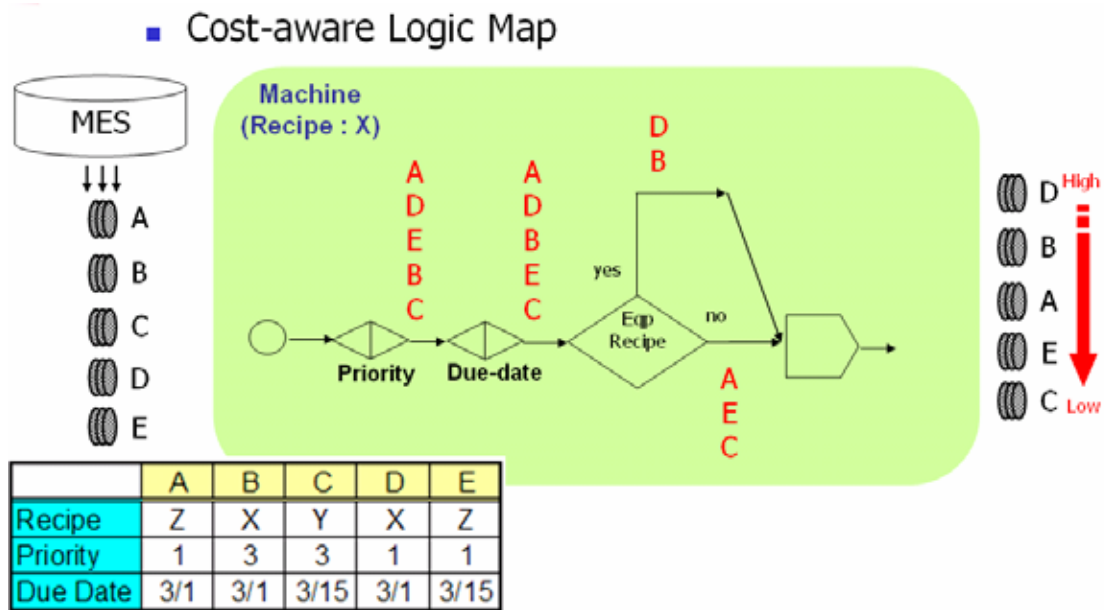 Cost-aware Logic Map
MES
A
B
C
D
E
Machine
(Recipe : X)
A
D
E
B
C
Priority
A
D
B
E
C
Due-date
D
B
yes
Eqp
Recipe
no
A
E
C
D High
B
A
E
C Low
A B C D E
Recipe Z X Y X Z
Priority 1 3 3 1 1
Due Date 3/1 3/1 3/15 3/1 3/15